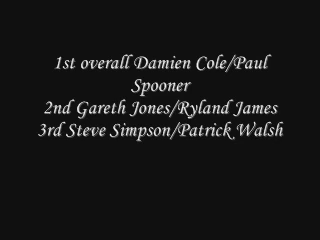 1st overall Damien Cole/Paul
Spooner
2nd Gareth Jones/Ryland James
3rd Steve Simpson/Patrick Walsh